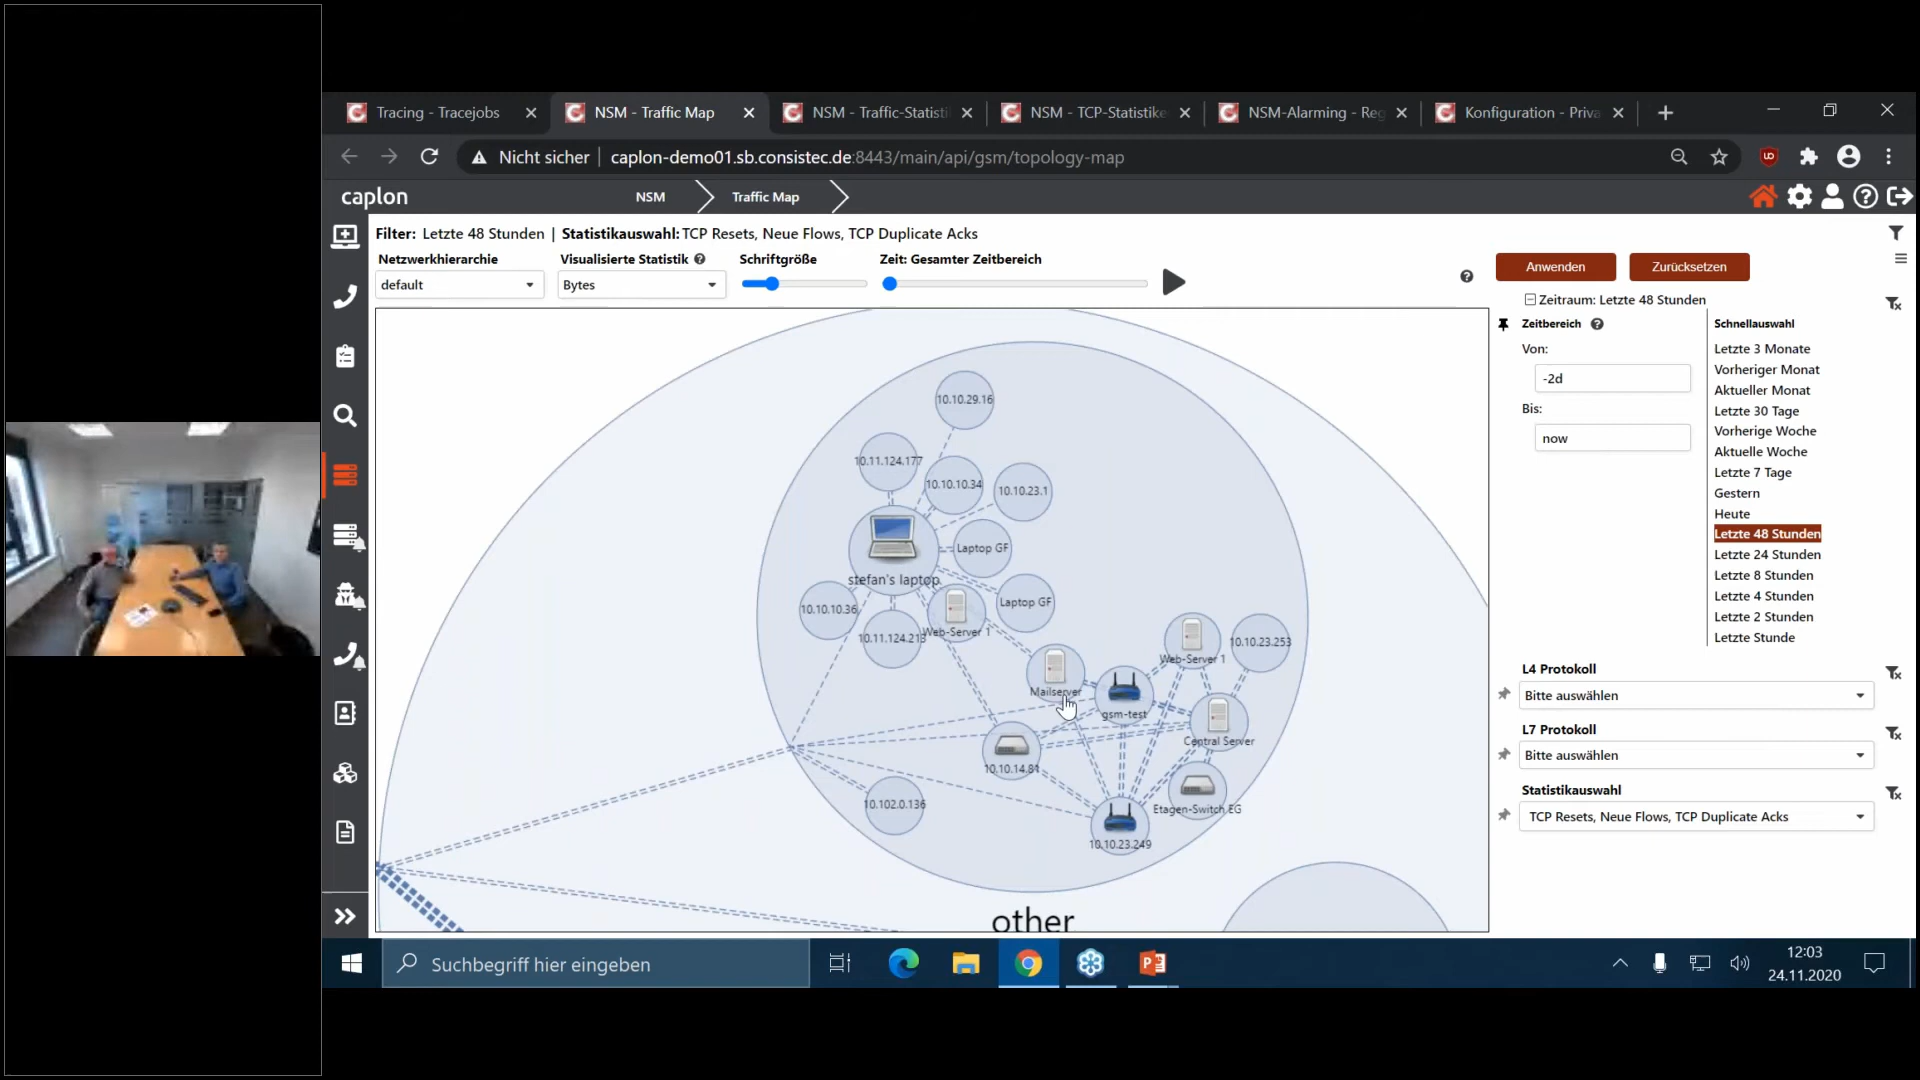 Tracing - Tracejobs
NSM - Traffic Map
NSM - Traffic-Statisti
NSM - TCP-Statistike
NSM-Alarming - Reg
Konfiguration - Priva
Nicht sicher
caplon-demo01.sb.consistec.de:8443/main/api/gsm/topology-map
caplon
NSM
Traffic Map
Filter: Letzte 48 Stunden | Statistikauswahl: TCP Resets, Neue Flows, TCP Duplicate Acks
Netzwerkhierarchie
Visualisierte Statistik
Schriftgröße
Zeit: Gesamter Zeitbereich
default
Bytes
Anwenden
Zurücksetzen
Zeitraum: Letzte 48 Stunden
Zeitbereich
Schnellauswahl
Von:
-2d
Bis:
now
Letzte 3 Monate
Vorheriger Monat
Aktueller Monat
Letzte 30 Tage
Vorherige Woche
Aktuelle Woche
Letzte 7 Tage
Gestern
Heute
Letzte 48 Stunden
Letzte 24 Stunden
Letzte 8 Stunden
Letzte 4 Stunden
Letzte 2 Stunden
Letzte Stunde
L4 Protokoll
Bitte auswählen
L7 Protokoll
Bitte auswählen
Statistikauswahl
TCP Resets, Neue Flows, TCP Duplicate Acks
10.10.29.16
10.11.124.177
10.10.10.34
10.10.23.1
Laptop GF
stefan's laptop
Laptop GF
10.10.10.36
10.11.124.213
Web-Server 1
Web-Server 1
10.10.23.253
Mailserver
gsm-test
Central Server
10.10.14.81
10.102.0.136
Etagen-Switch EG
10.10.23.249
other
Suchbegriff hier eingeben
12:03
24.11.2020